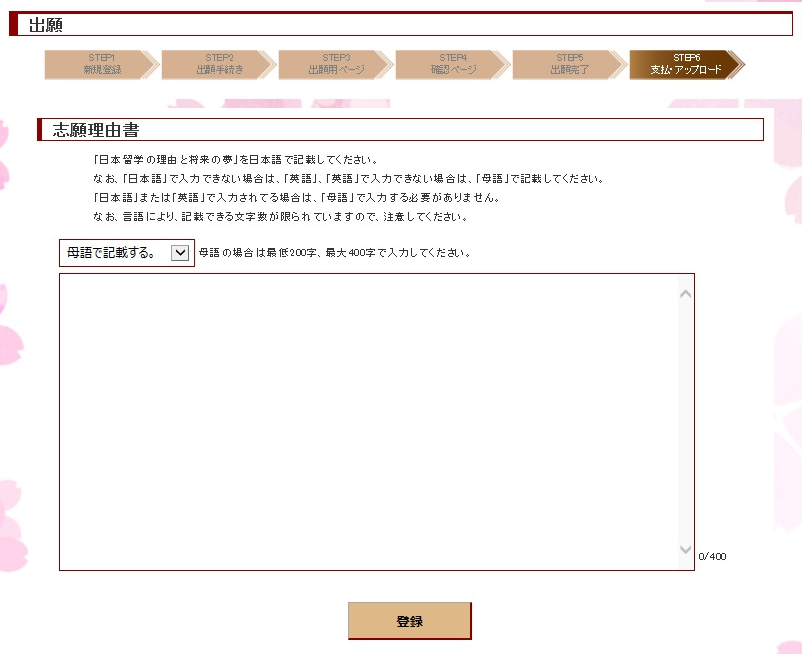 出願
STEP1
新規登録
STEP2
出願手続き
STEP3
出願用ページ
STEP4
確認ページ
STEP5
出願完了
STEP6
支払・アップロード
志願理由書
「日本留学の理由と将来の夢」を日本語で記載してください。
なお、「日本語」で入力できない場合は、「英語」、「英語」で入力できない場合は、「母語」で記載してください。
「日本語」または「英語」で入力されてる場合は、「母語」で入力する必要がありません。
なお、言語により、記載できる文字数が限られていますので、注意してください。
母語で記載する。 母語の場合は最低200字、最大400字で入力してください。
0/400
登録